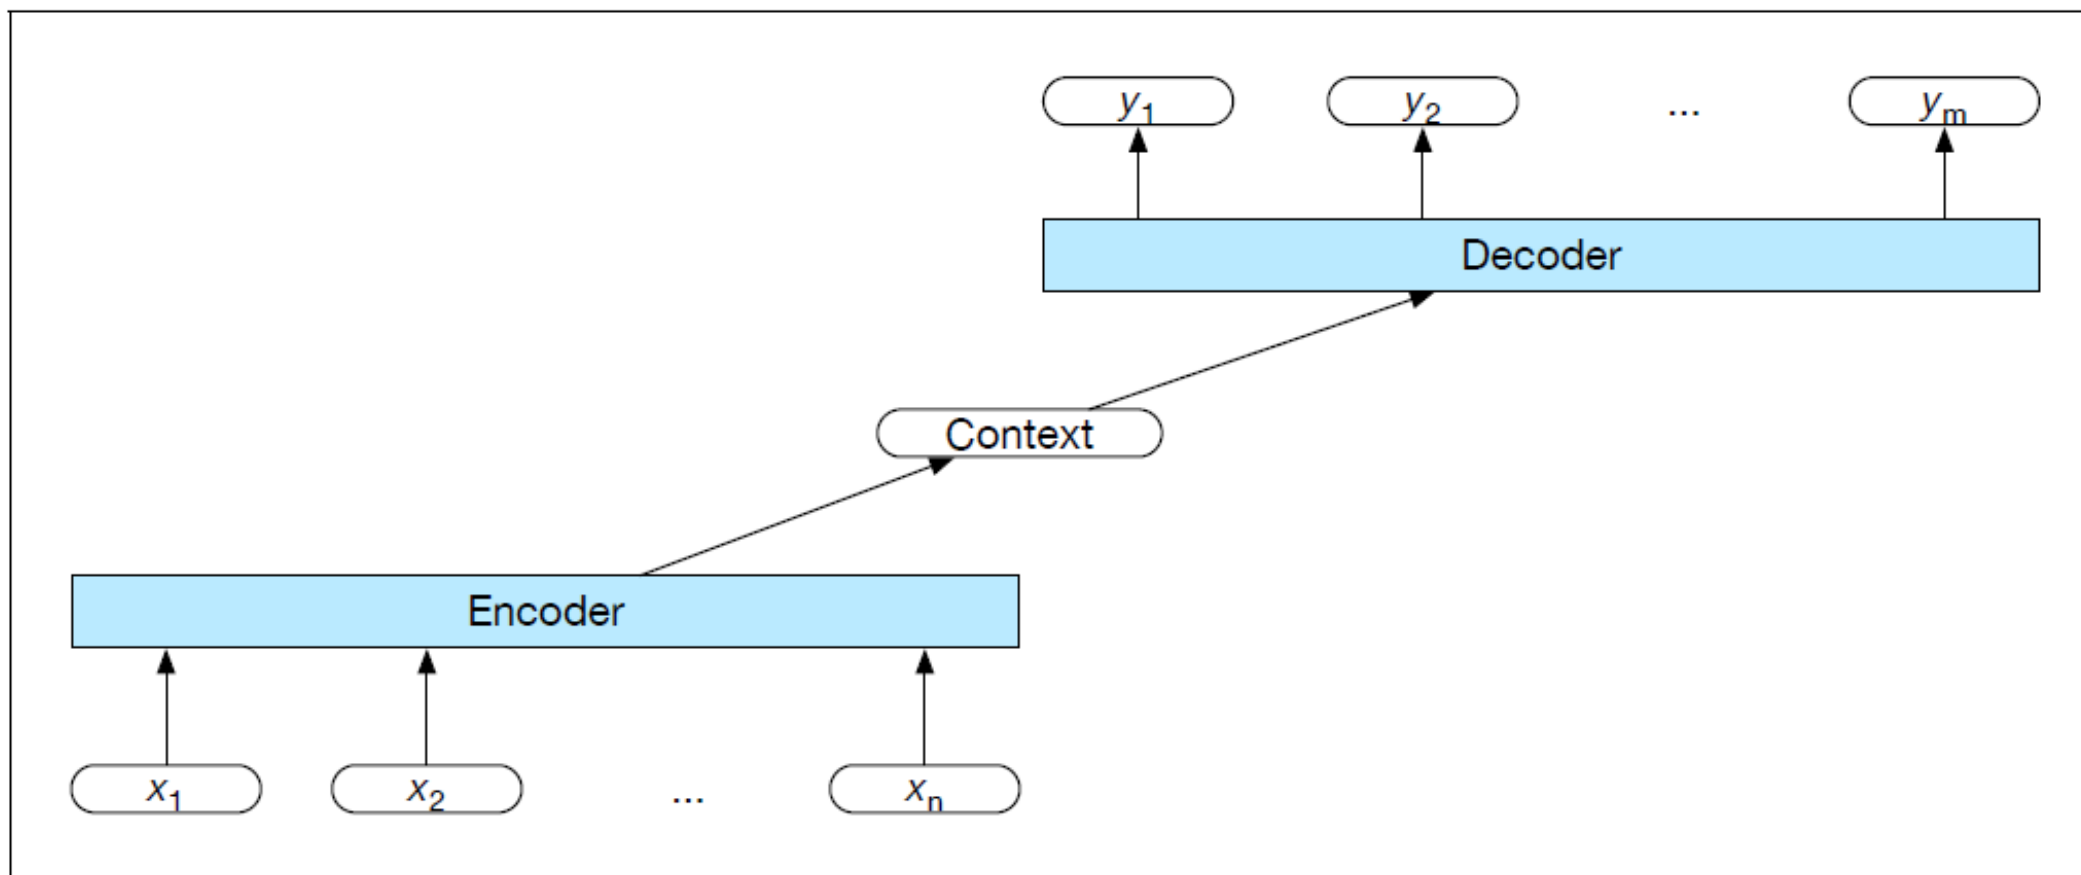 y1 y2 ... ym
Decoder
Context
Encoder
x1 x2 ... xn